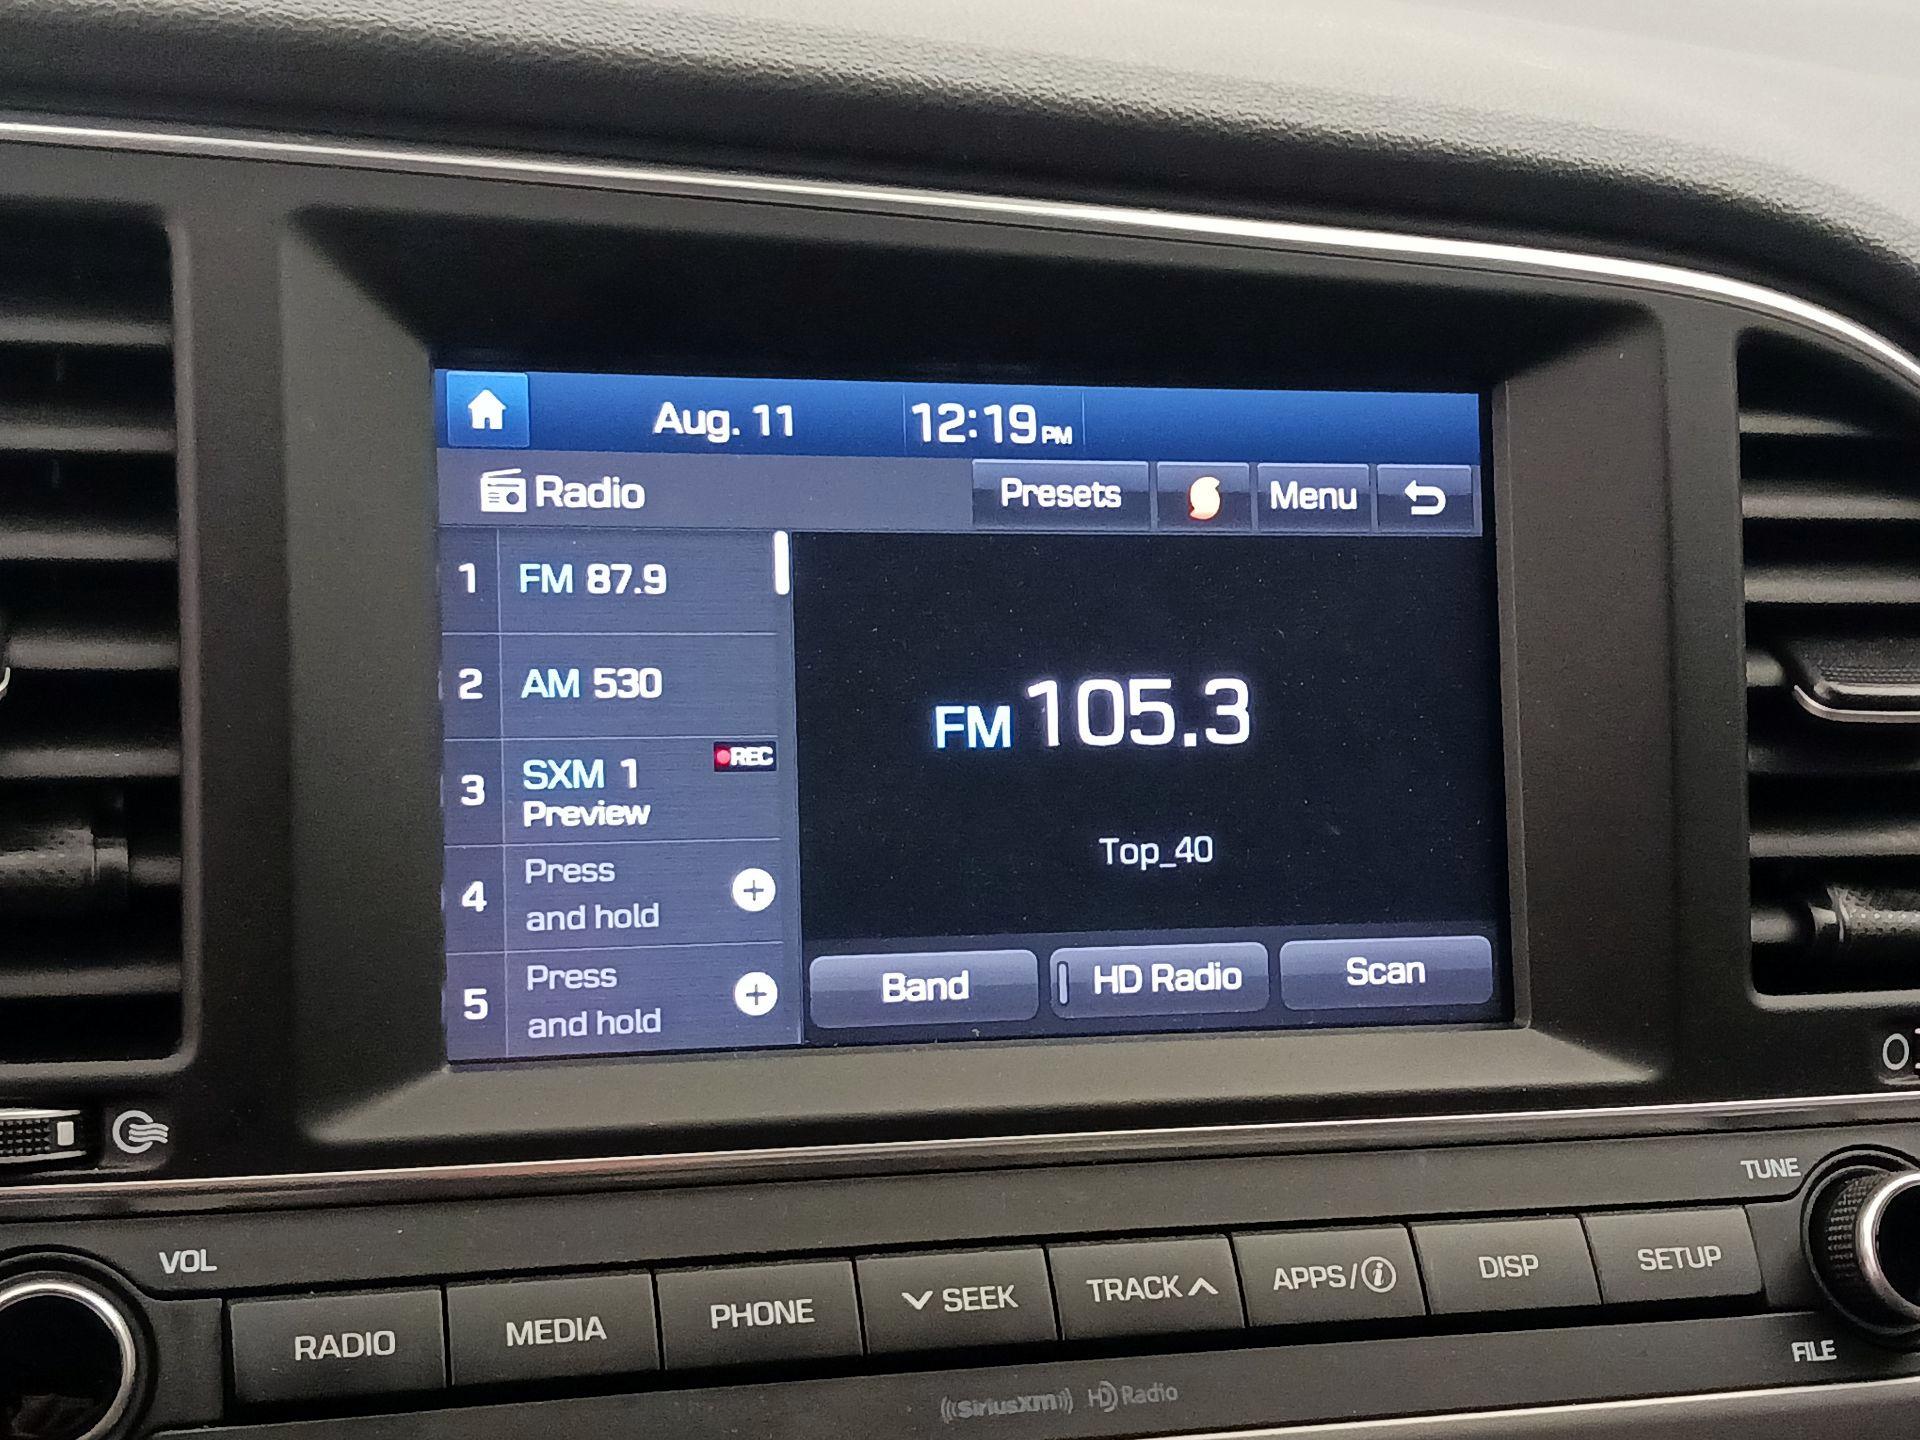 Aug. 11 12:19 PM
Radio Presets Menu
1 FM 87.9
2 AM 530
3 SXM 1 REC
Preview
4 Press
and hold
5 Press
and hold
FM 105.3
Top_40
Band HD Radio Scan
VOL
TUNE
RADIO MEDIA PHONE SEEK TRACK APPS/i DISP SETUP
FILE
SiriusXM HD Radio